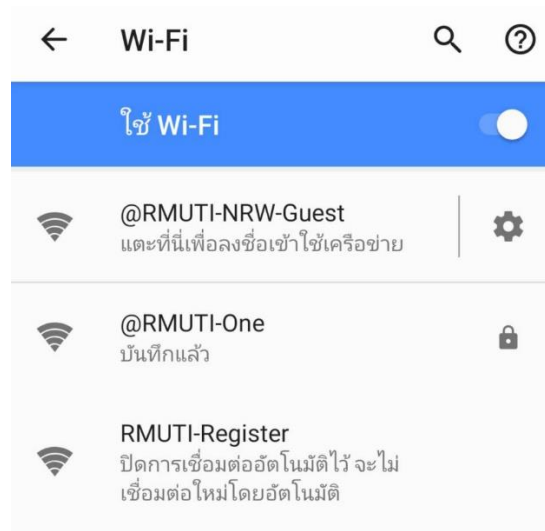 Wi-Fi
ใช้ Wi-Fi
@RMUTI-NRW-Guest
แตะที่นี่เพื่อลงชื่อเข้าใช้เครือข่าย
@RMUTI-One
บันทึกแล้ว
RMUTI-Register
ปิดการเชื่อมต่ออัตโนมัติไว้ จะไม่
เชื่อมต่อใหม่โดยอัตโนมัติ